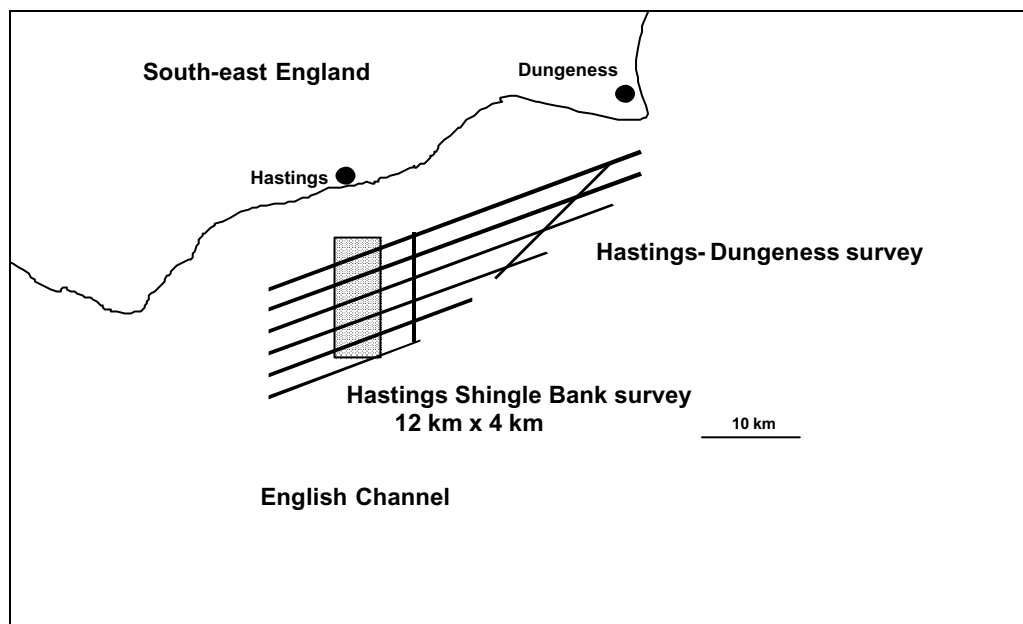 South-east England
Dungeness
Hastings
Hastings- Dungeness survey
Hastings Shingle Bank survey
12 km x 4 km
10 km
English Channel